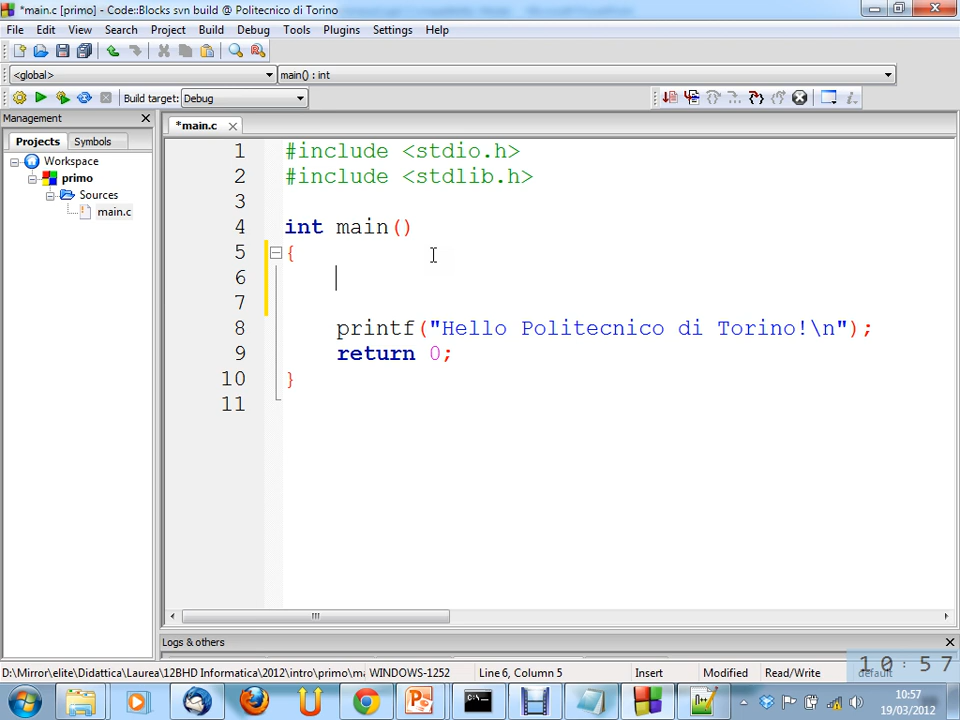 *main.c [primo] - Code::Blocks svn build @ Politecnico di Torino
File Edit View Search Project Build Debug Tools Plugins Settings Help
<global> main() : int
Build target: Debug
Management
*main.c
Projects Symbols
Workspace
primo
Sources
main.c
1 #include <stdio.h>
2 #include <stdlib.h>
3
4 int main()
5 {
6
7
8 printf("Hello Politecnico di Torino!\n");
9 return 0;
10 }
11
Logs & others
D:\Mirror\elite\Didattica\Laurea\12BHD Informatica\2012\intro\primo\ma WINDOWS-1252 Line 6, Column 5 Insert Modified Read/Write default
10:57
10:57
19/03/2012